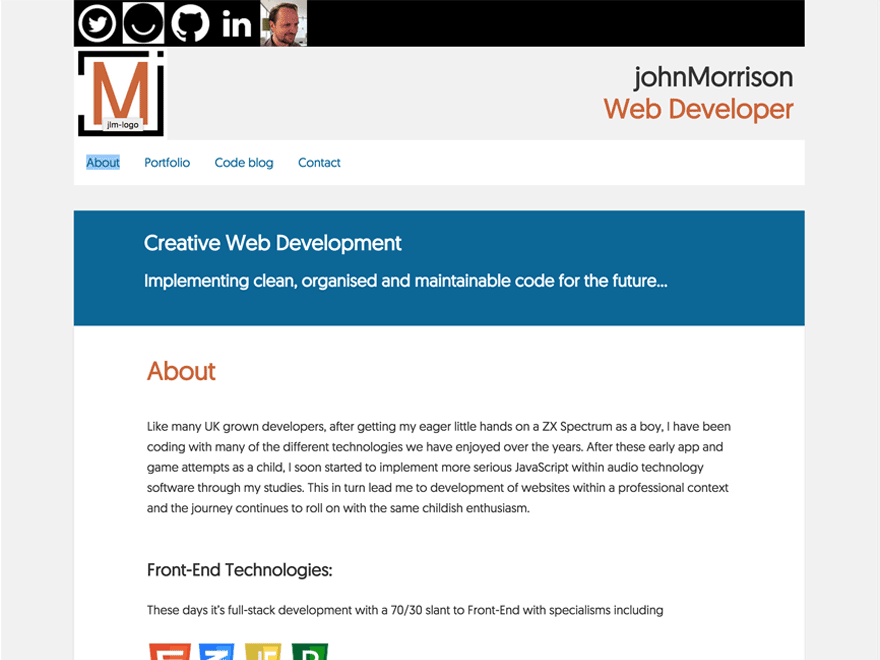 in
M
jlm-logo
johnMorrison
Web Developer
About Portfolio Code blog Contact
Creative Web Development
Implementing clean, organised and maintainable code for the future...
About
Like many UK grown developers, after getting my eager little hands on a ZX Spectrum as a boy, I have been
coding with many of the different technologies we have enjoyed over the years. After these early app and
game attempts as a child, I soon started to implement more serious JavaScript within audio technology
software through my studies. This in turn lead me to development of websites within a professional context
and the journey continues to roll on with the same childish enthusiasm.
Front-End Technologies:
These days it's full-stack development with a 70/30 slant to Front-End with specialisms including